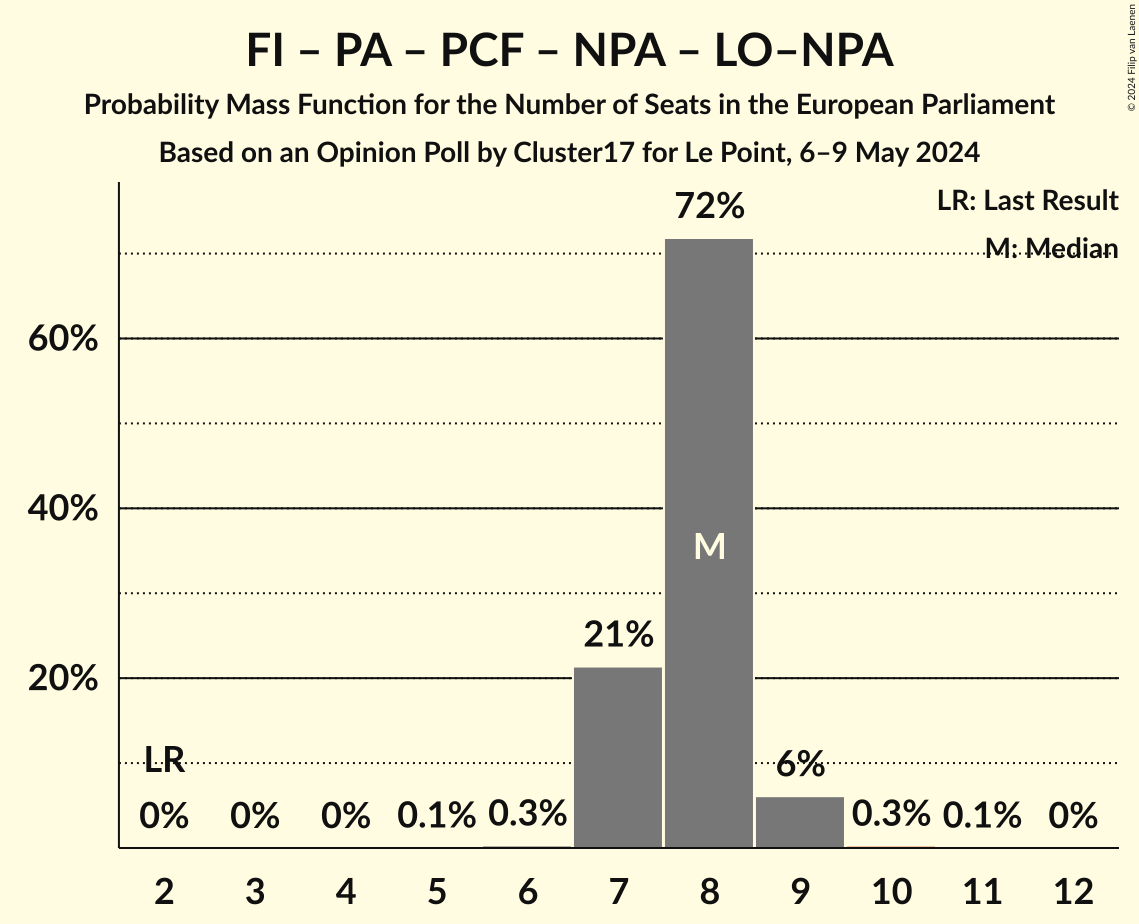 FI – PA – PCF – NPA – LO–NPA
Probability Mass Function for the Number of Seats in the European Parliament
Based on an Opinion Poll by Cluster17 for Le Point, 6–9 May 2024
© 2024 Filip van Laenen
LR: Last Result
M: Median
72%
60%
40%
20%
M
21%
LR
6%
0% 0% 0% 0.1% 0.3% 0.3% 0.1% 0%
2 3 4 5 6 7 8 9 10 11 12